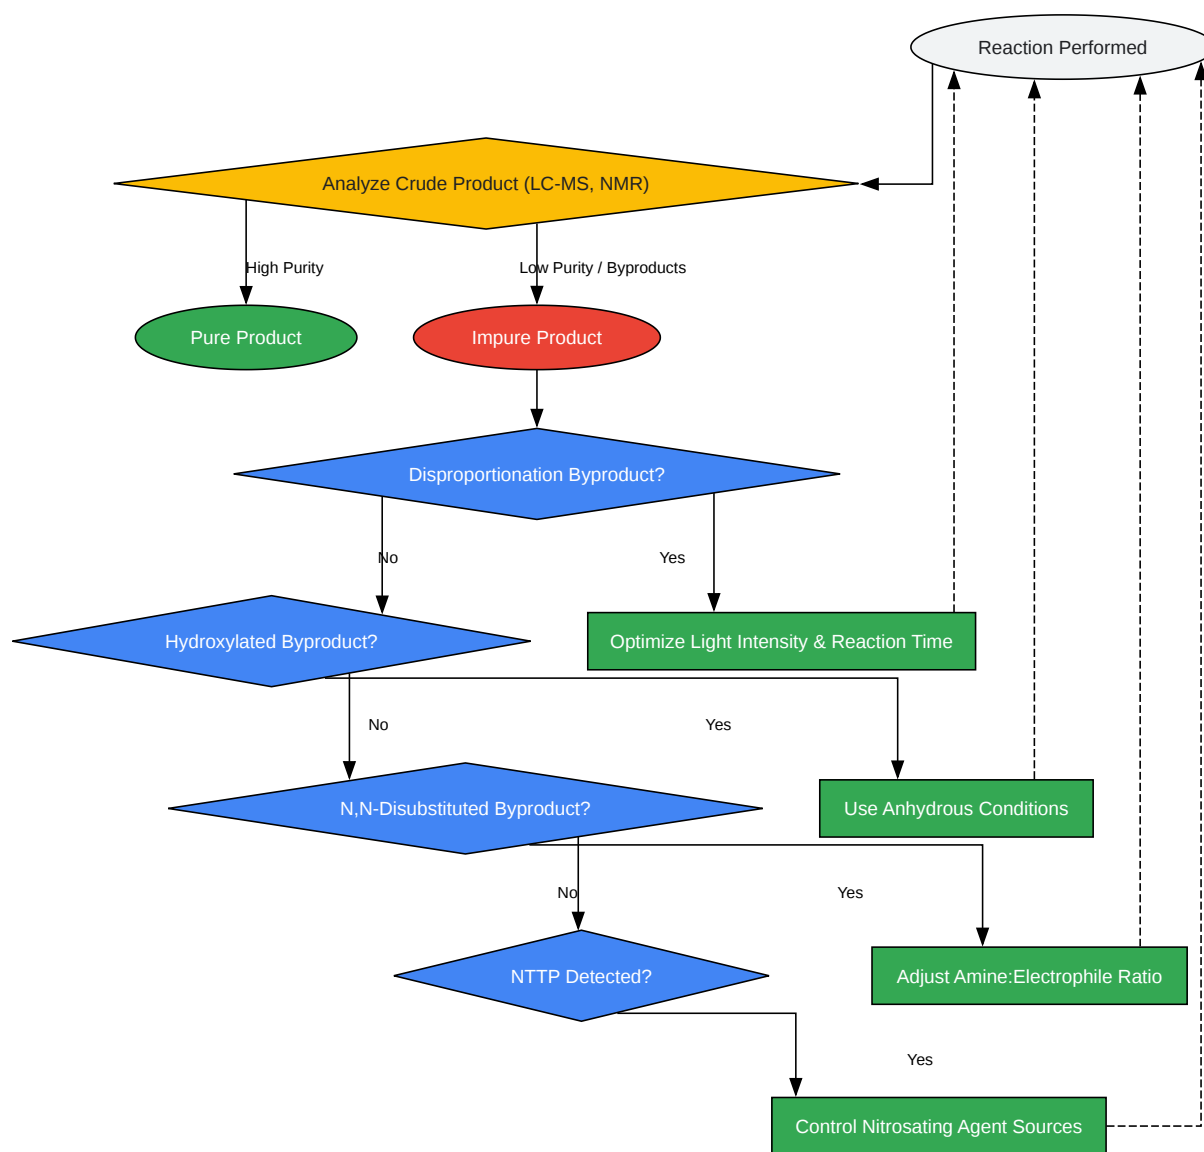 Reaction Performed
Analyze Crude Product (LC-MS, NMR)
High Purity
Low Purity / Byproducts
Pure Product
Impure Product
Disproportionation Byproduct?
No
Yes
Hydroxylated Byproduct?
Optimize Light Intensity & Reaction Time
No
Yes
N,N-Disubstituted Byproduct?
Use Anhydrous Conditions
No
Yes
NTTP Detected?
Adjust Amine:Electrophile Ratio
Yes
Control Nitrosating Agent Sources